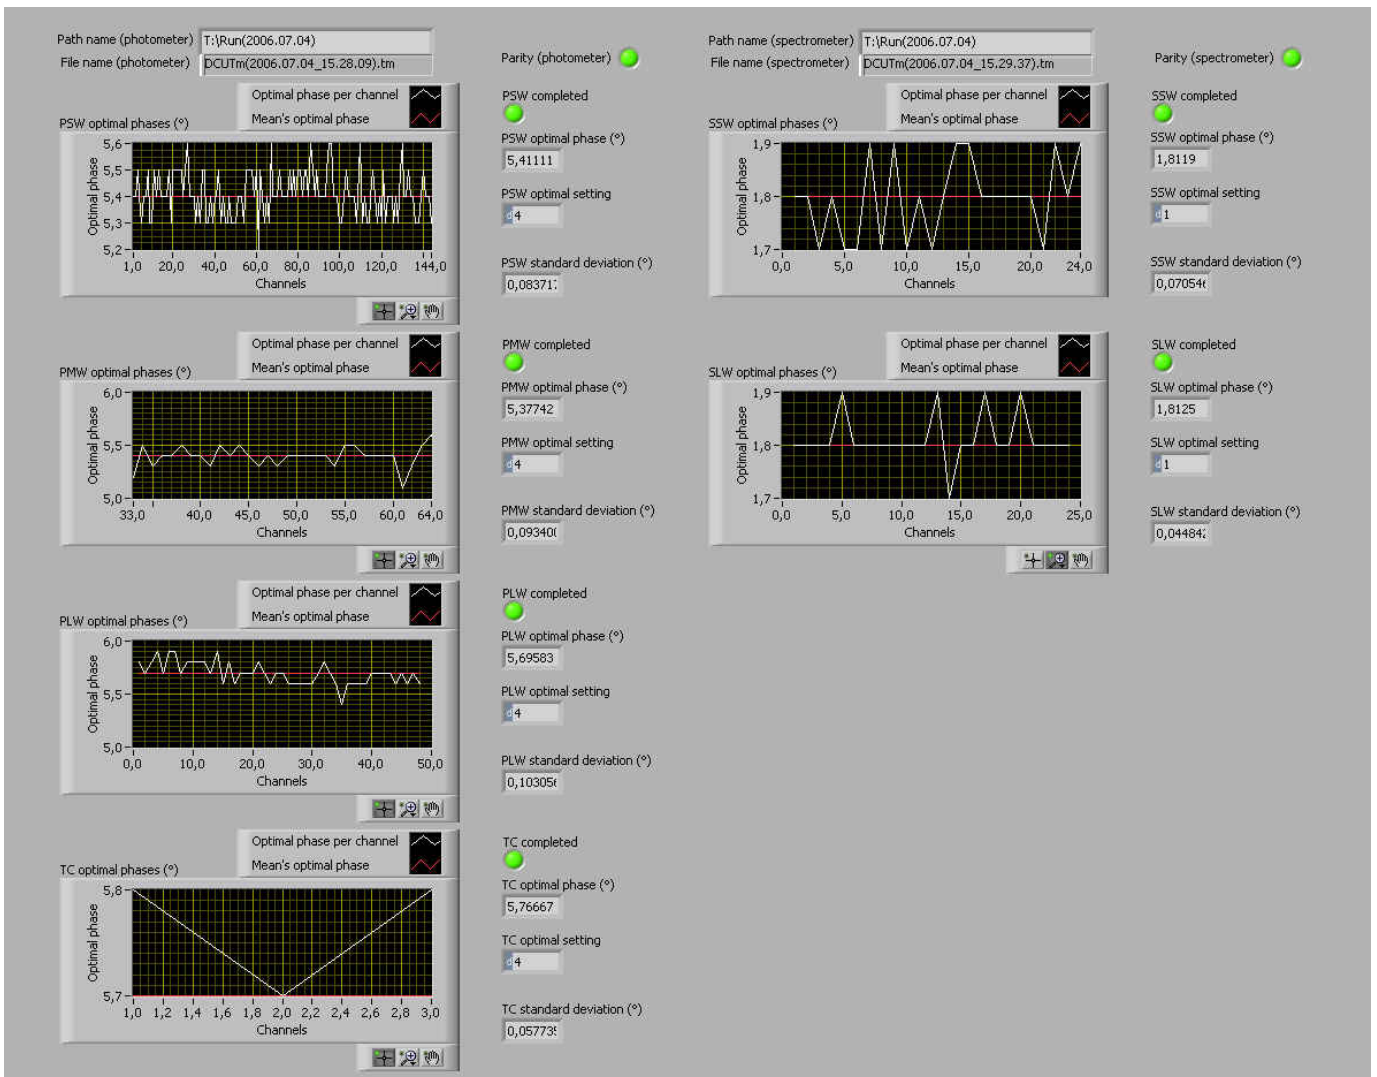 Path name (photometer) T:\Run(2006.07.04)
File name (photometer) DCUTm(2006.07.04_15.28.09).tm
Parity (photometer)
Path name (spectrometer) T:\Run(2006.07.04)
File name (spectrometer) DCUTm(2006.07.04_15.29.37).tm
Parity (spectrometer)
Optimal phase per channel
Mean's optimal phase
PSW optimal phases (°)
Optimal phase
5,6
5,5
5,4
5,3
5,2
1,0 20,0 40,0 60,0 80,0 100,0 120,0 144,0
Channels
PSW completed
PSW optimal phase (°)
5,41111
PSW optimal setting
d 4
PSW standard deviation (°)
0,08371
Optimal phase per channel
Mean's optimal phase
SSW optimal phases (°)
Optimal phase
1,9
1,8
1,7
0,0 5,0 10,0 15,0 20,0 24,0
Channels
SSW completed
SSW optimal phase (°)
1,8119
SSW optimal setting
d 1
SSW standard deviation (°)
0,07054
Optimal phase per channel
Mean's optimal phase
PMW optimal phases (°)
Optimal phase
6,0
5,5
5,0
33,0 40,0 45,0 50,0 55,0 60,0 64,0
Channels
PMW completed
PMW optimal phase (°)
5,37742
PMW optimal setting
d 4
PMW standard deviation (°)
0,09340
Optimal phase per channel
Mean's optimal phase
SLW optimal phases (°)
Optimal phase
1,9
1,8
1,7
0,0 5,0 10,0 15,0 20,0 25,0
Channels
SLW completed
SLW optimal phase (°)
1,8125
SLW optimal setting
d 1
SLW standard deviation (°)
0,04484
Optimal phase per channel
Mean's optimal phase
PLW optimal phases (°)
Optimal phase
6,0
5,5
5,0
0,0 10,0 20,0 30,0 40,0 50,0
Channels
PLW completed
PLW optimal phase (°)
5,69583
PLW optimal setting
d 4
PLW standard deviation (°)
0,10305
Optimal phase per channel
Mean's optimal phase
TC optimal phases (°)
Optimal phase
5,8
5,7
1,0 1,2 1,4 1,6 1,8 2,0 2,2 2,4 2,6 2,8 3,0
Channels
TC completed
TC optimal phase (°)
5,76667
TC optimal setting
d 4
TC standard deviation (°)
0,05773